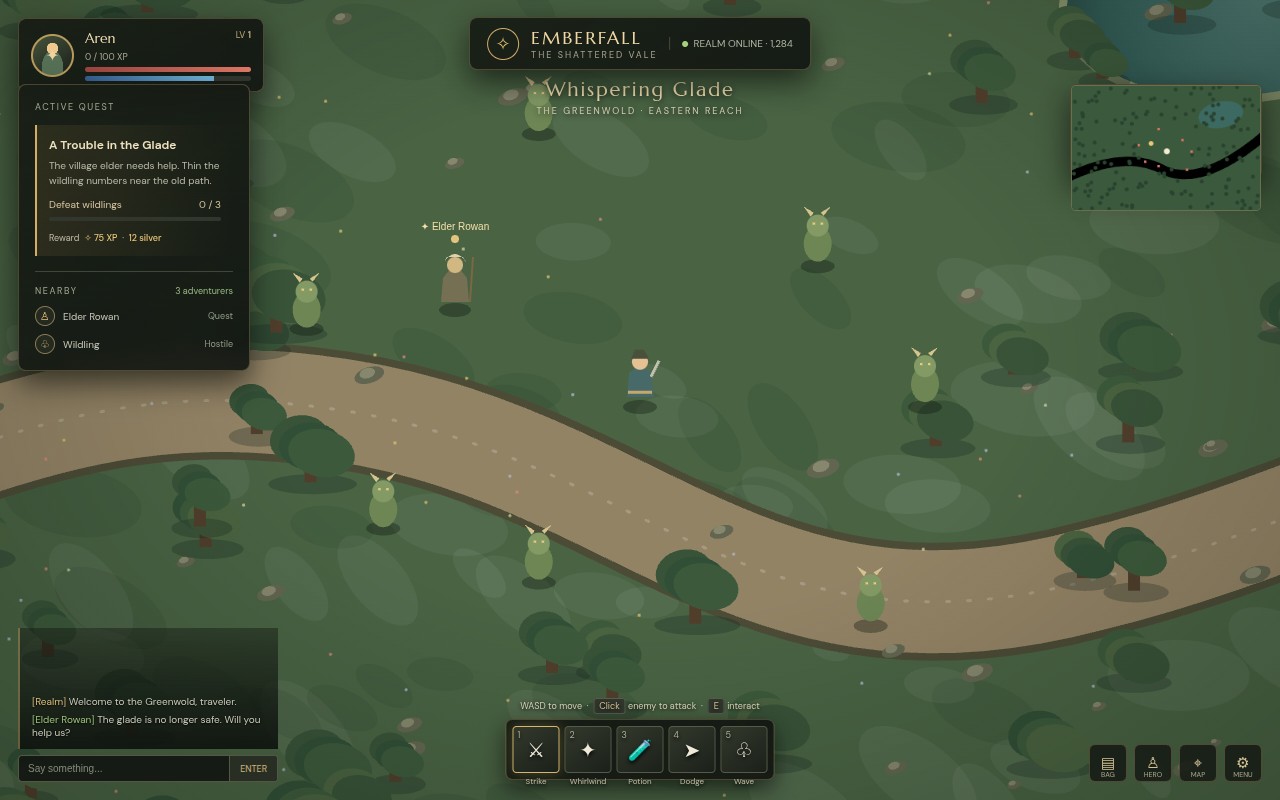 Aren
LV 1
0 / 100 XP
EMBERFALL
THE SHATTERED VALE
REALM ONLINE · 1,284
Whispering Glade
THE GREENWOLD · EASTERN REACH
ACTIVE QUEST
A Trouble in the Glade
The village elder needs help. Thin the
wildling numbers near the old path.
Defeat wildlings 0 / 3
Reward ✧ 75 XP · 12 silver
NEARBY 3 adventurers
Elder Rowan Quest
Wildling Hostile
✦ Elder Rowan
[Realm] Welcome to the Greenwold, traveler.
[Elder Rowan] The glade is no longer safe. Will you
help us?
Say something...
ENTER
WASD to move · Click enemy to attack · E interact
1 2 3 4 5
Strike Whirlwind Potion Dodge Wave
BAG HERO MAP MENU